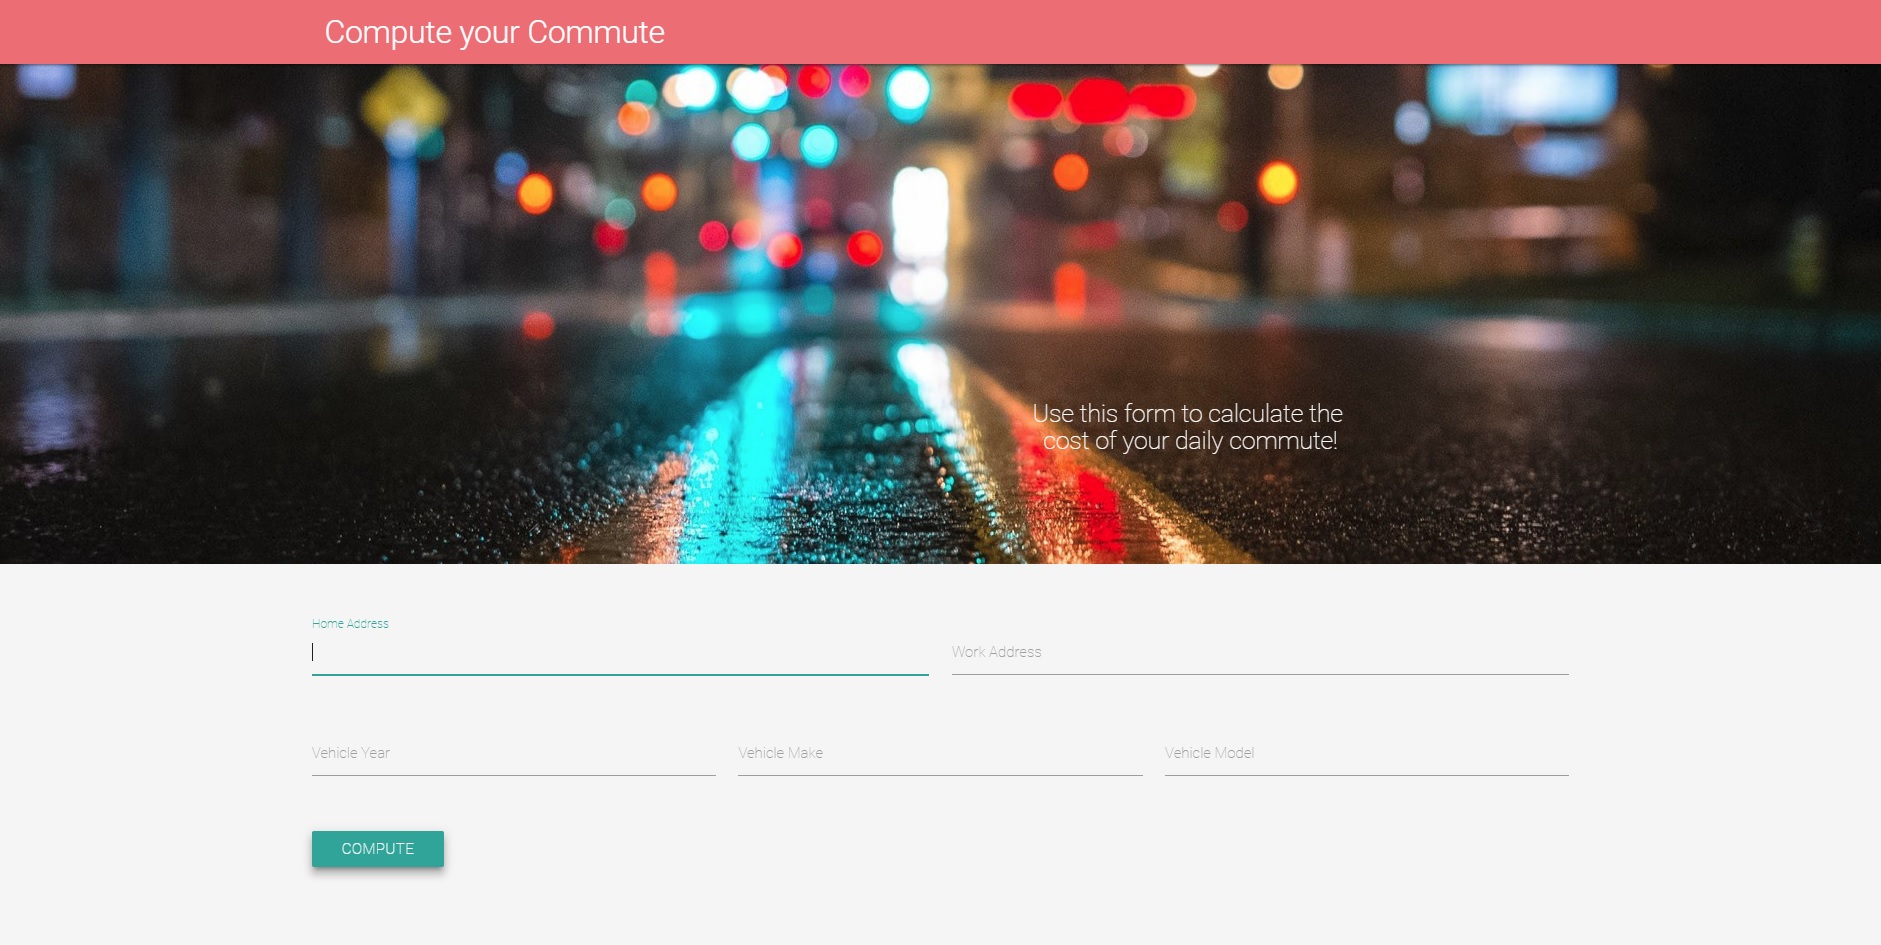 Compute your Commute
Use this form to calculate the
cost of your daily commute!
Home Address
Work Address
Vehicle Year
Vehicle Make
Vehicle Model
COMPUTE